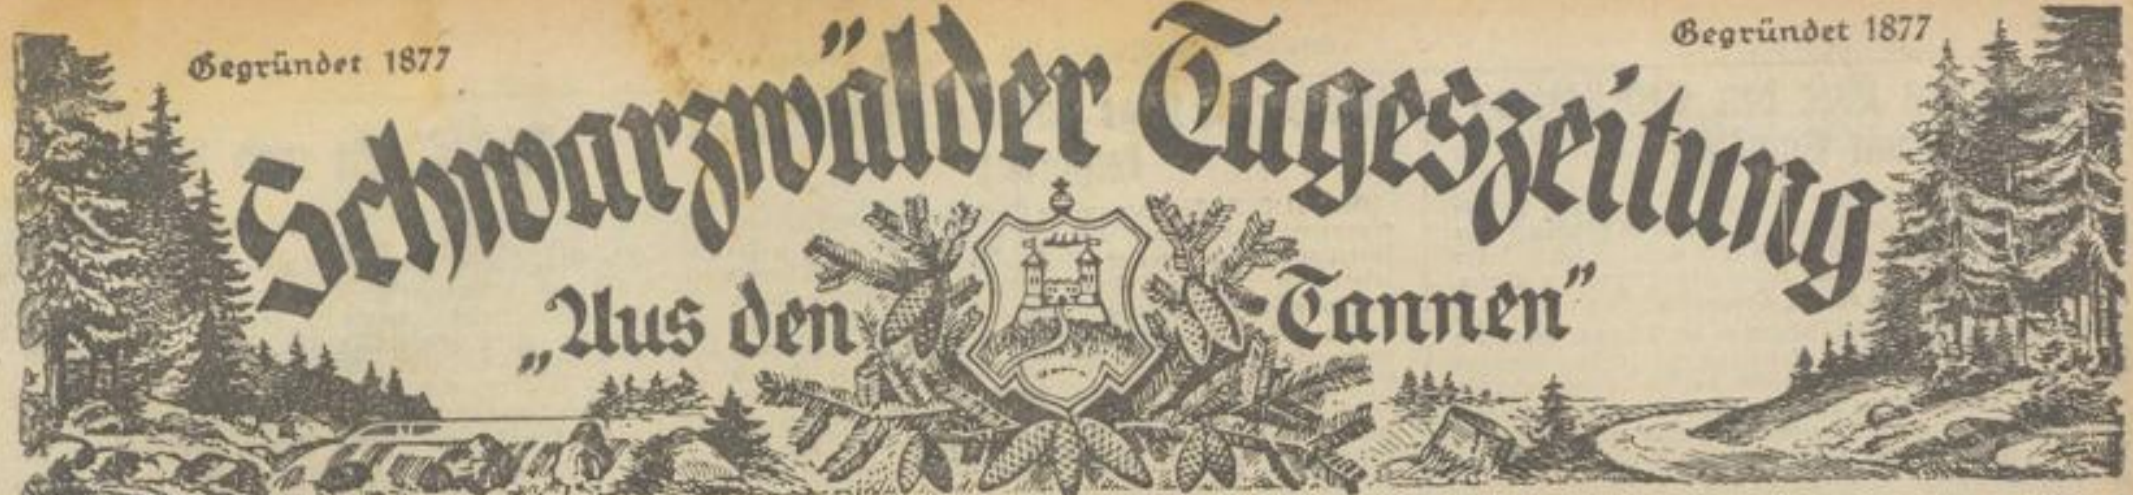 Gegründet 1877
Gegründet 1877
Schwarzwälder Tageszeitung
„Aus den Tannen”